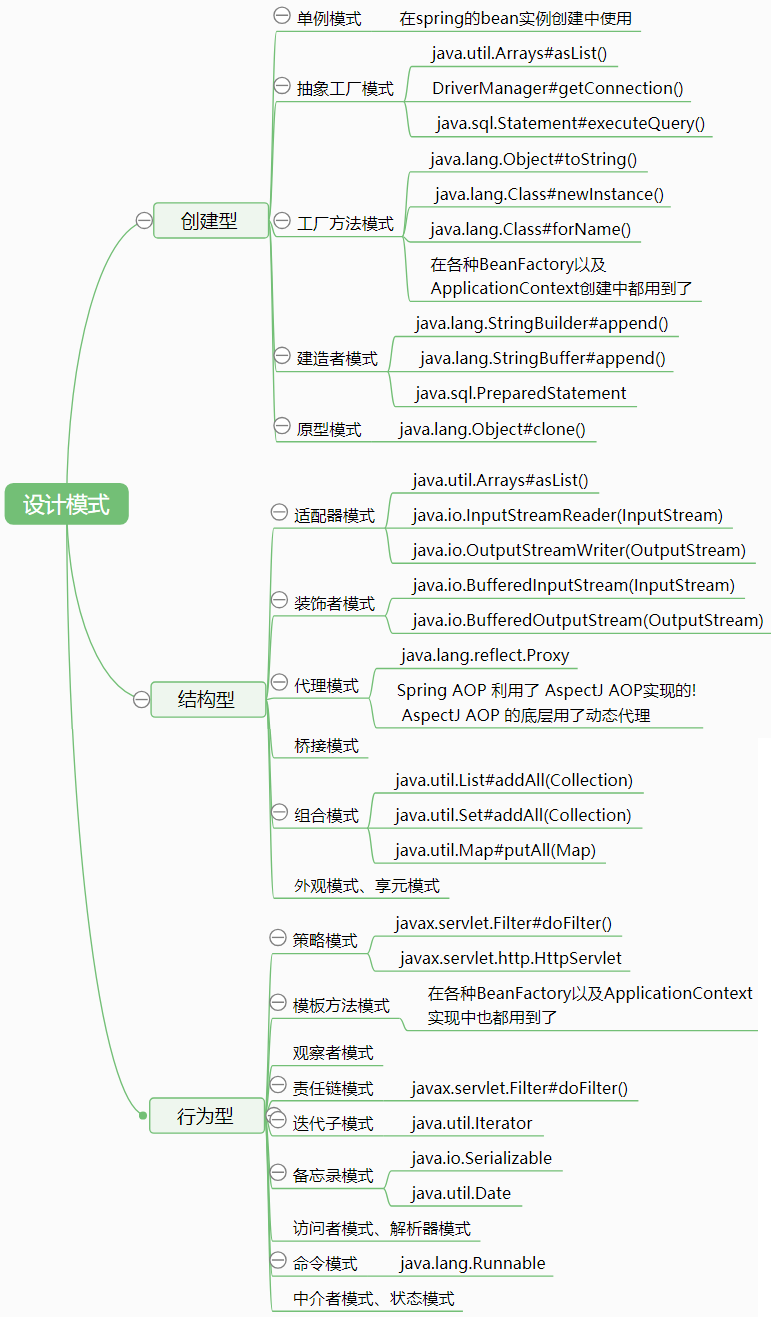 设计模式
创建型
单例模式
在spring的bean实例创建中使用
抽象工厂模式
java.util.Arrays#asList()
DriverManager#getConnection()
java.sql.Statement#executeQuery()
工厂方法模式
java.lang.Object#toString()
java.lang.Class#newInstance()
java.lang.Class#forName()
在各种BeanFactory以及
ApplicationContext创建中都用到了
建造者模式
java.lang.StringBuilder#append()
java.lang.StringBuffer#append()
java.sql.PreparedStatement
原型模式
java.lang.Object#clone()
结构型
适配器模式
java.util.Arrays#asList()
java.io.InputStreamReader(InputStream)
java.io.OutputStreamWriter(OutputStream)
装饰者模式
java.io.BufferedInputStream(InputStream)
java.io.BufferedOutputStream(OutputStream)
代理模式
java.lang.reflect.Proxy
Spring AOP 利用了 AspectJ AOP实现的!
AspectJ AOP 的底层用了动态代理
桥接模式
组合模式
java.util.List#addAll(Collection)
java.util.Set#addAll(Collection)
java.util.Map#putAll(Map)
外观模式、享元模式
行为型
策略模式
javax.servlet.Filter#doFilter()
javax.servlet.http.HttpServlet
模板方法模式
在各种BeanFactory以及ApplicationContext
实现中也都用到了
观察者模式
责任链模式
javax.servlet.Filter#doFilter()
迭代子模式
java.util.Iterator
备忘录模式
java.io.Serializable
java.util.Date
访问者模式、解析器模式
命令模式
java.lang.Runnable
中介者模式、状态模式